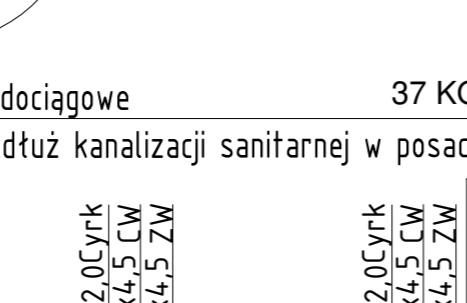 dociągowe 37 KO
dłuż kanalizacji sanitarnej w posad
2,0Cyrk
x4,5 CW
x4,5 ZW
2,0Cyrk
x4,5 CW
x4,5 ZW